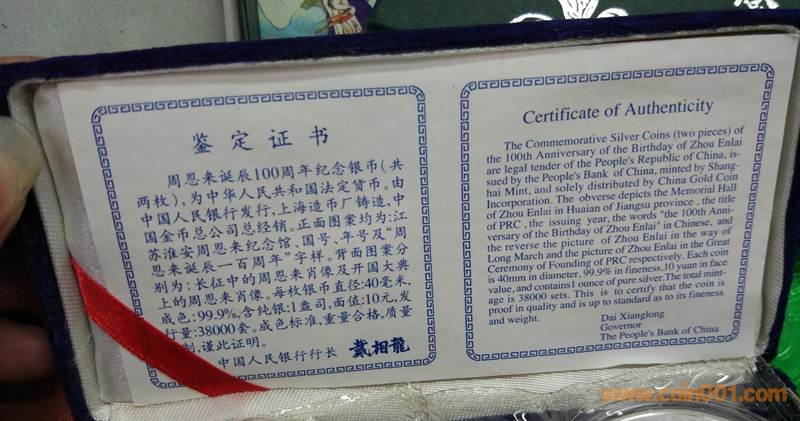 鉴定证书
周恩来诞辰100周年纪念银币(共
两枚),为中华人民共和国法定货币。由
中国人民银行发行,上海造币厂铸造,中
国金币总公司总经销。正面图案均为:江
苏淮安周恩来纪念馆、国号、年号及“周
恩来诞辰一百周年”字样。背面图案分
别为:长征中的周恩来肖像及开国大典
上的周恩来肖像。每枚银币直径:40毫米,
成色:99.9%,含纯银:1盎司,面值:10元,发
行量:38000套。成色标准,重量合格,质量
制,谨此证明。
中国人民银行行长 戴相龍
Certificate of Authenticity
The Commemorative Silver Coins (two pieces) of
the 100th Anniversary of the Birthday of Zhou Enlai
are legal tender of the People's Republic of China, is-
sued by the People's Bank of China, minted by Shang-
hai Mint, and solely distributed by China Gold Coin
Incorporation. The obverse depicts the Memorial Hall
of Zhou Enlai in Huaian of Jiangsu province , the title
of PRC , the issuing year, the words "the 100th Anni-
versary of the Birthday of Zhou Enlai" in Chinese, and
the reverse the picture of Zhou Enlai in the way of
Long March and the picture of Zhou Enlai in the Great
Ceremony of Founding of PRC respectively. Each coin
is 40mm in diameter, 99.9% in fineness, 10 yuan in face
value, and contains 1 ounce of pure silver. The total mint-
age is 38000 sets. This is to certify that the coin is
proof in quality and is up to standard as to its fineness
and weight.
Dai Xianglong
Governor
The People's Bank of China
www.coin001.com